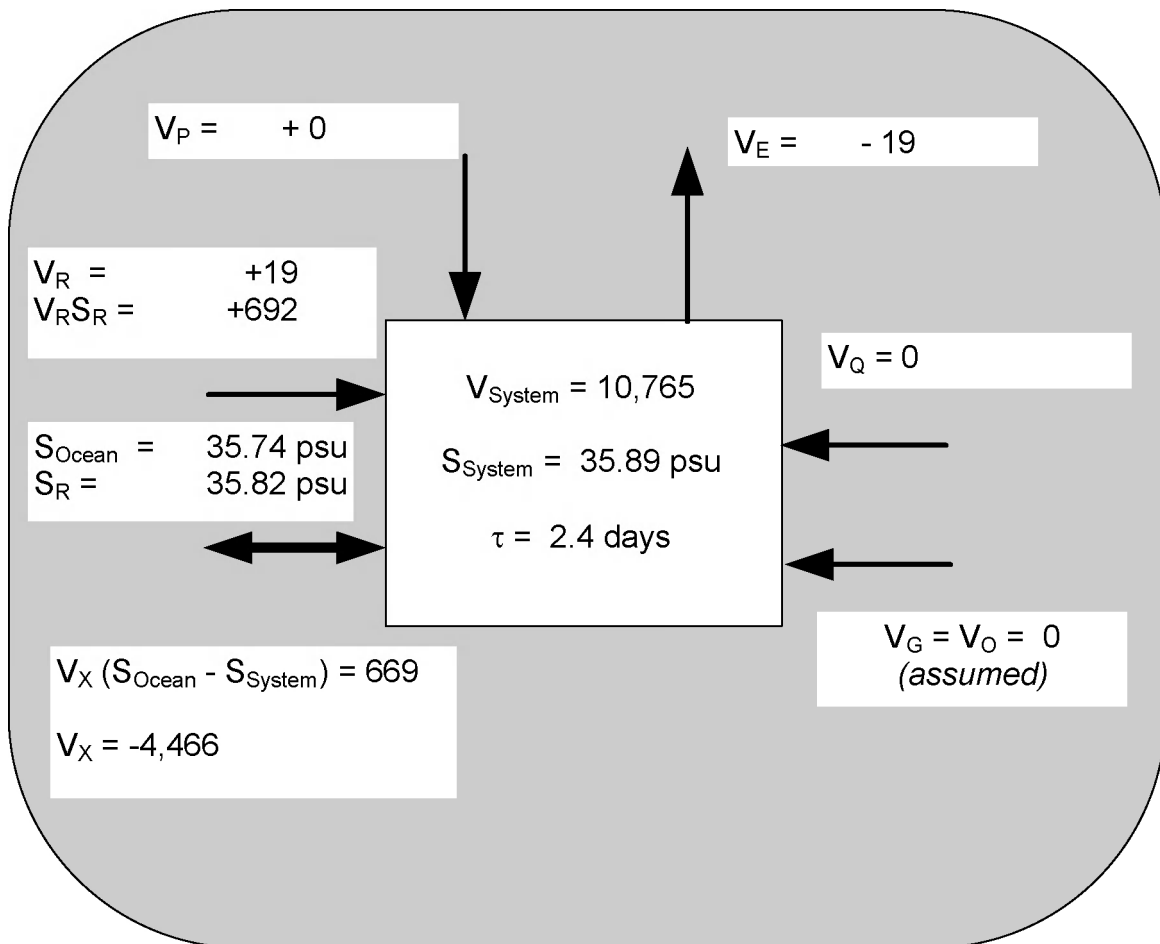 V_P = + 0
V_E = - 19
V_R = +19
V_RS_R = +692
V_Q = 0
V_System = 10,765
S_Ocean = 35.74 psu
S_R = 35.82 psu
S_System = 35.89 psu
τ = 2.4 days
V_G = V_O = 0
(assumed)
V_X (S_Ocean - S_System) = 669
V_X = -4,466